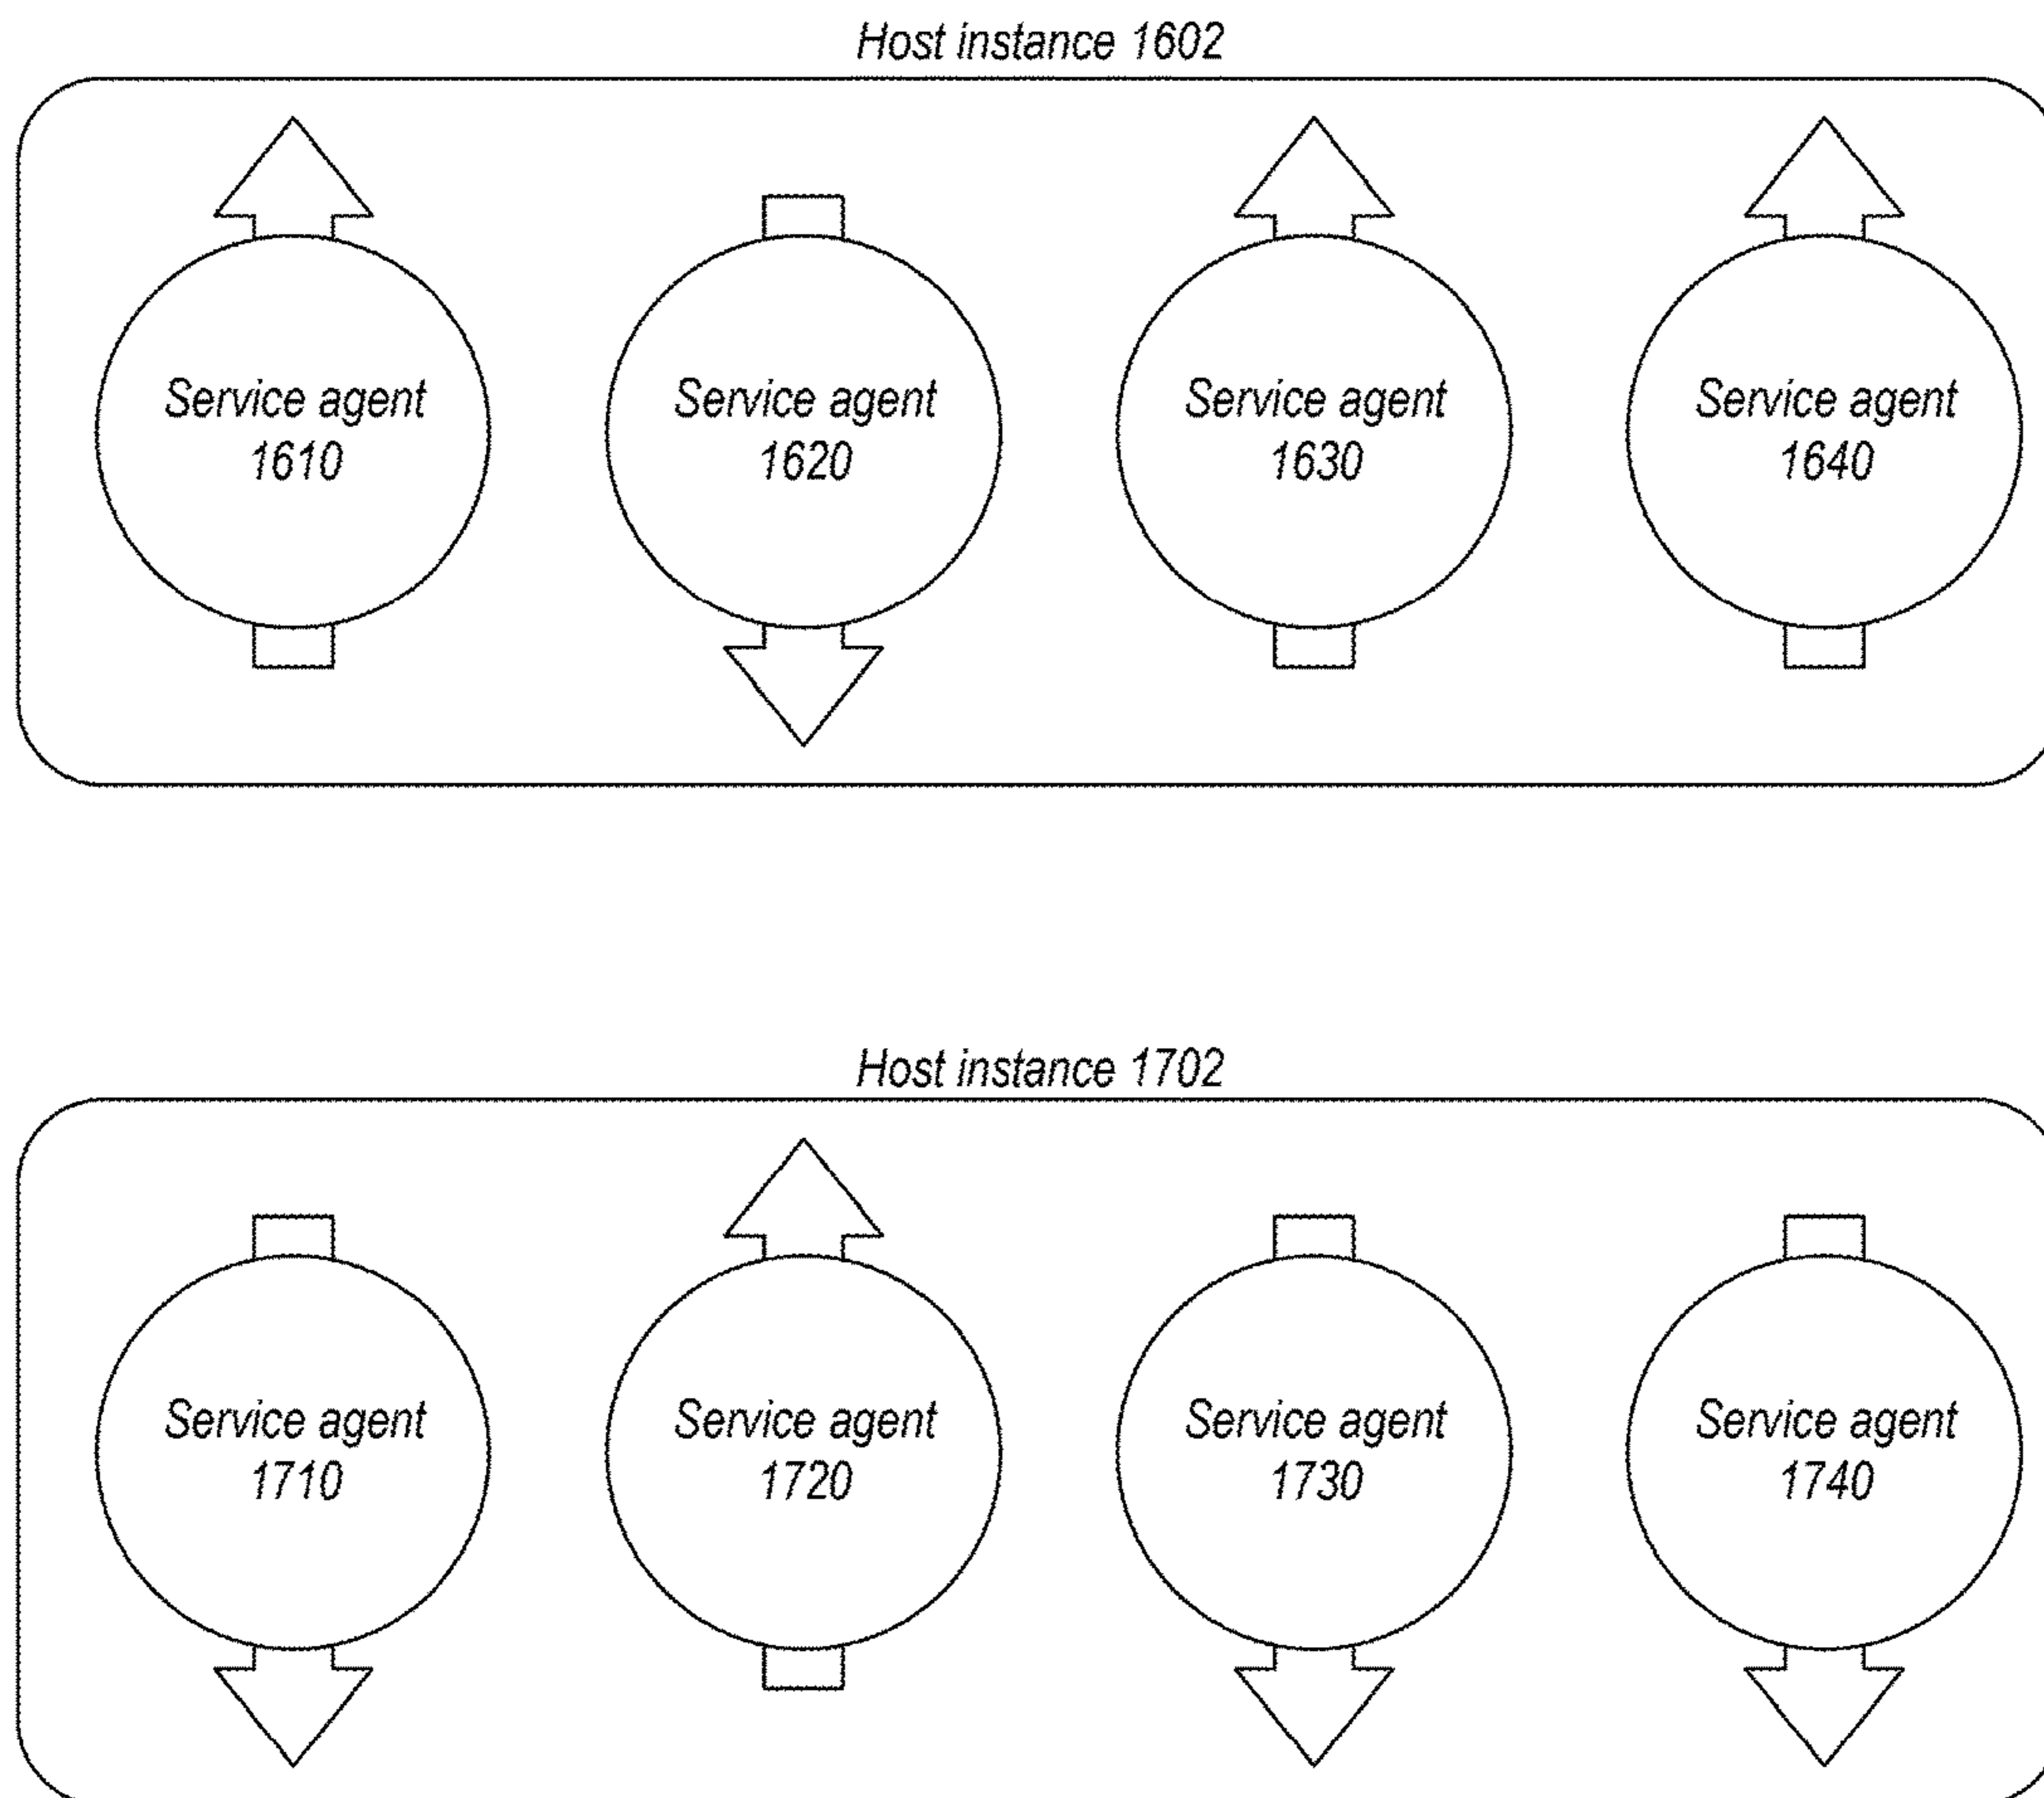 Host instance 1602
Service agent
1610
Service agent
1620
Service agent
1630
Service agent
1640
Host instance 1702
Service agent
1710
Service agent
1720
Service agent
1730
Service agent
1740